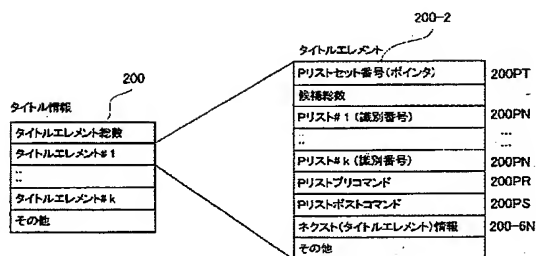 200-2
タイトルエレメント
200
タイトル情報
タイトルエレメント総数
タイトルエレメント#1
::
タイトルエレメント#k
その他
Pリストセット番号(ポインタ) 200PT
候補総数
Pリスト#1(識別番号) 200PN
:: ...
Pリスト#k(識別番号) 200PN
Pリストプリコマンド 200PR
Pリストポストコマンド 200PS
ネクスト(タイトルエレメント)情報 200-6N
その他